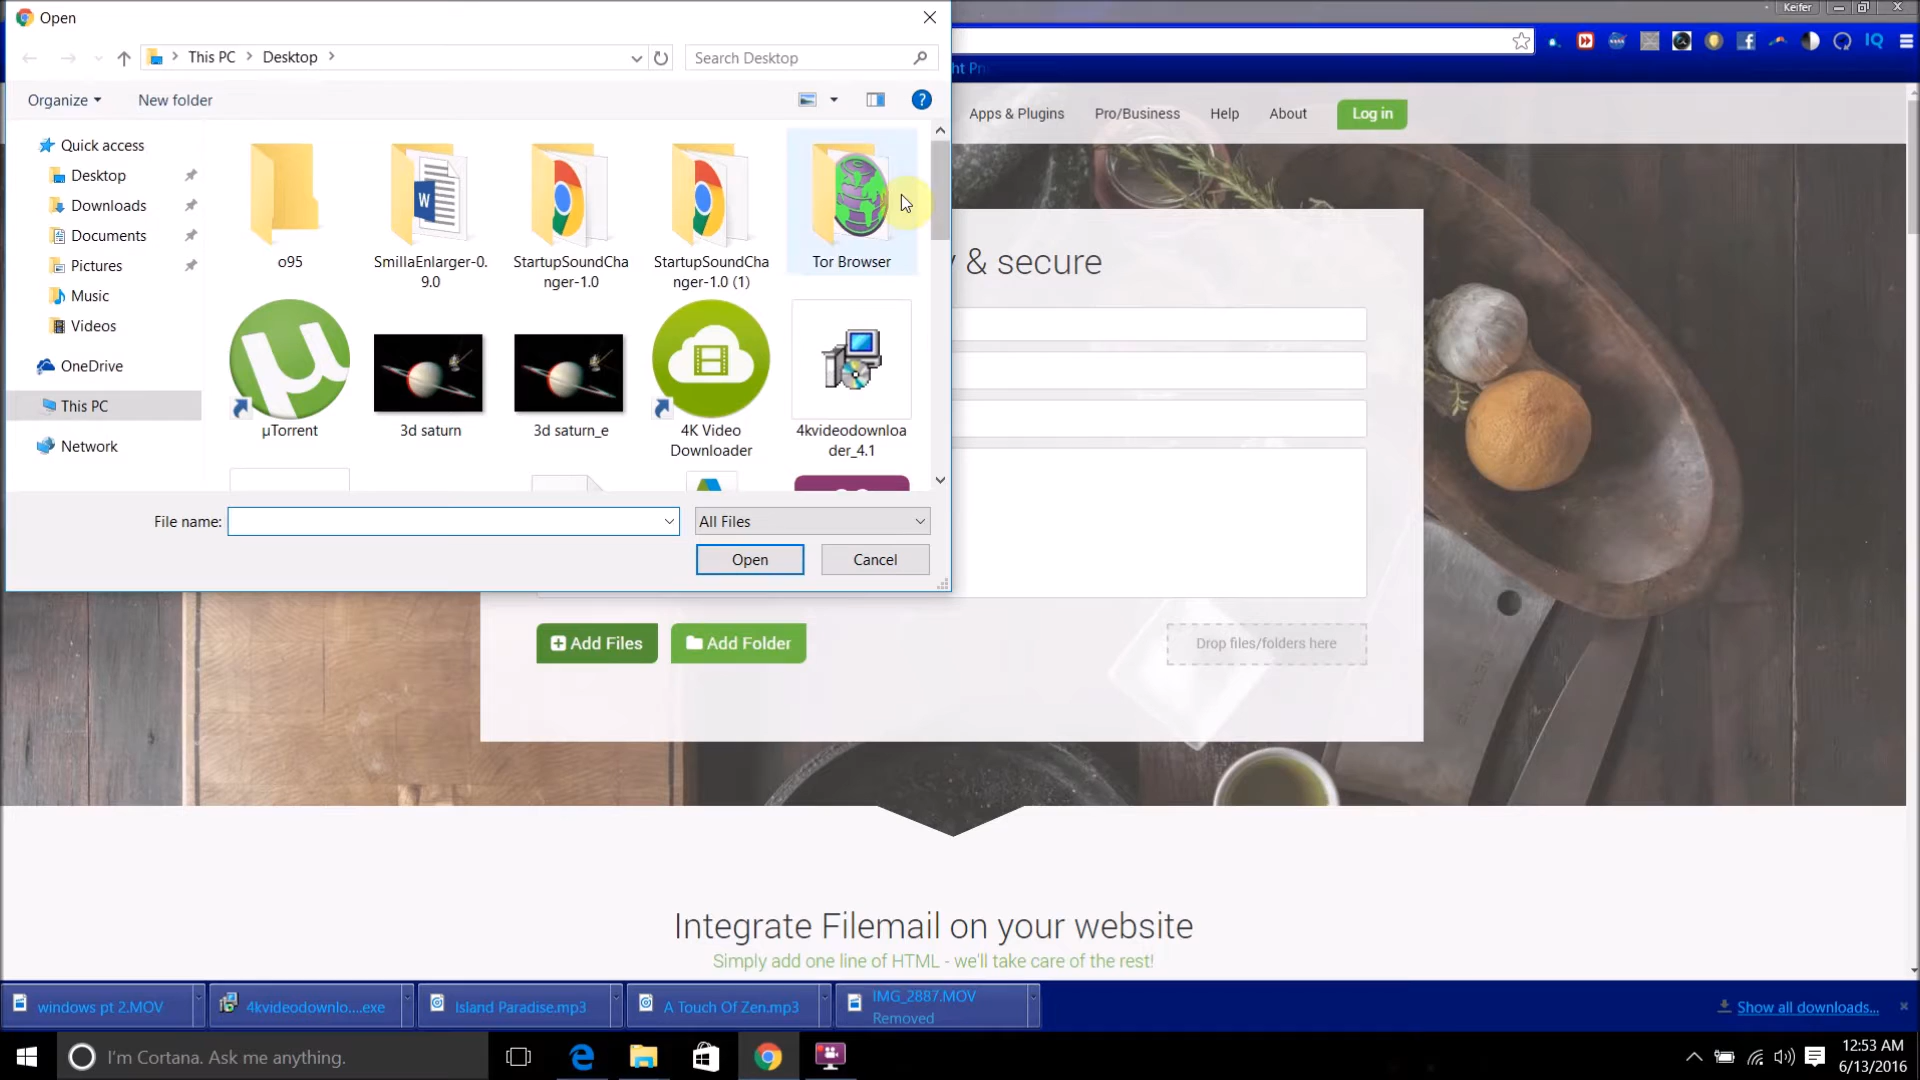 Open
Keifer
This PC
Desktop
Search Desktop
ht Pr
Organize
New folder
Apps & Plugins
Pro/Business
Help
About
Log in
Quick access
Desktop
Downloads
Documents
Pictures
Music
Videos
OneDrive
This PC
Network
W
o95
SmillaEnlarger-0.
9.0
StartupSoundCha
nger-1.0
StartupSoundCha
nger-1.0 (1)
Tor Browser
µTorrent
3d saturn
3d saturn_e
4K Video
Downloader
4kvideodownloa
der_4.1
& secure
File name:
All Files
Open
Cancel
Add Files
Add Folder
Drop files/folders here
Integrate Filemail on your website
Simply add one line of HTML - we'll take care of the rest!
windows pt 2.MOV
4kvideodownlo....exe
Island Paradise.mp3
A Touch Of Zen.mp3
IMG_2887.MOV
Removed
Show all downloads...
I'm Cortana. Ask me anything.
12:53 AM
6/13/2016